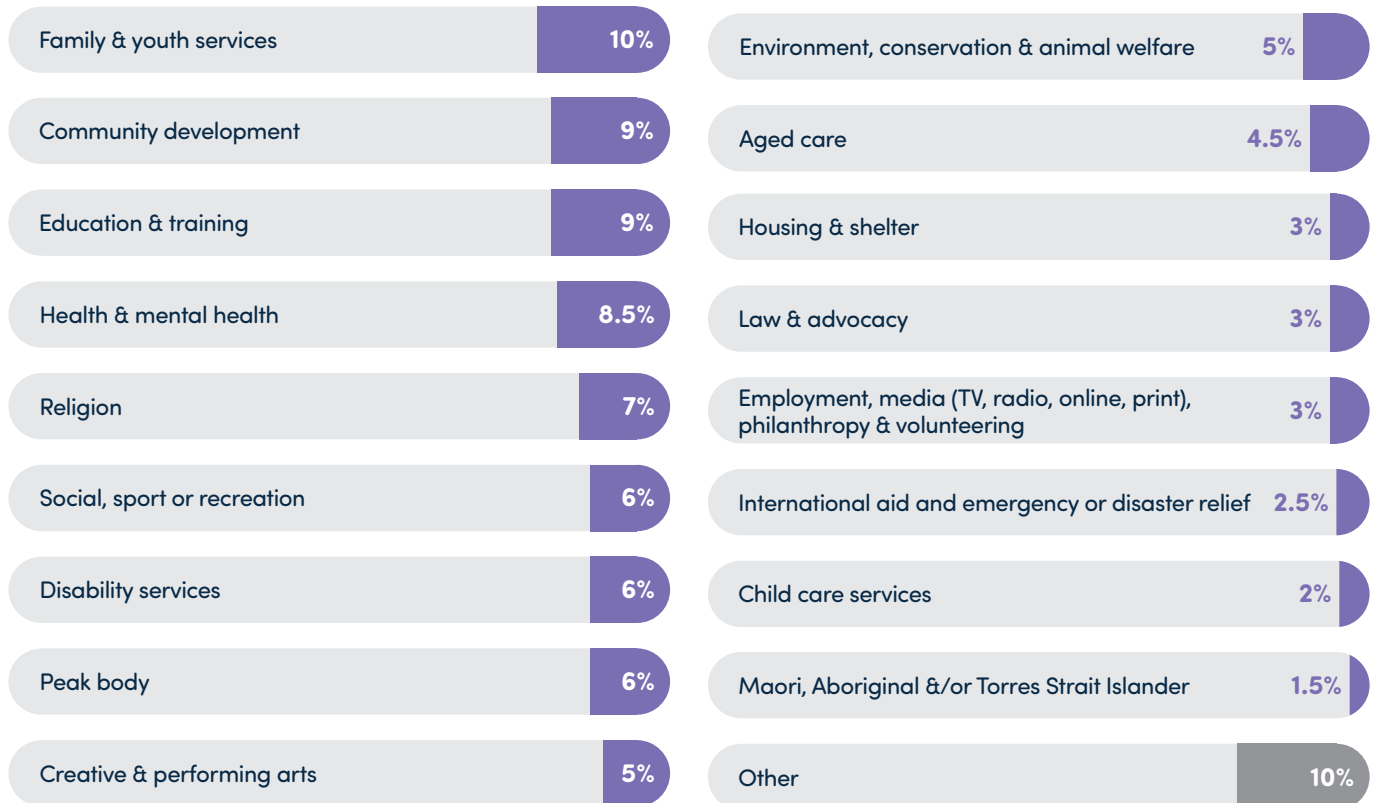 Family & youth services 10%
Community development 9%
Education & training 9%
Health & mental health 8.5%
Religion 7%
Social, sport or recreation 6%
Disability services 6%
Peak body 6%
Creative & performing arts 5%
Environment, conservation & animal welfare 5%
Aged care 4.5%
Housing & shelter 3%
Law & advocacy 3%
Employment, media (TV, radio, online, print),
philanthropy & volunteering 3%
International aid and emergency or disaster relief 2.5%
Child care services 2%
Maori, Aboriginal &/or Torres Strait Islander 1.5%
Other 10%